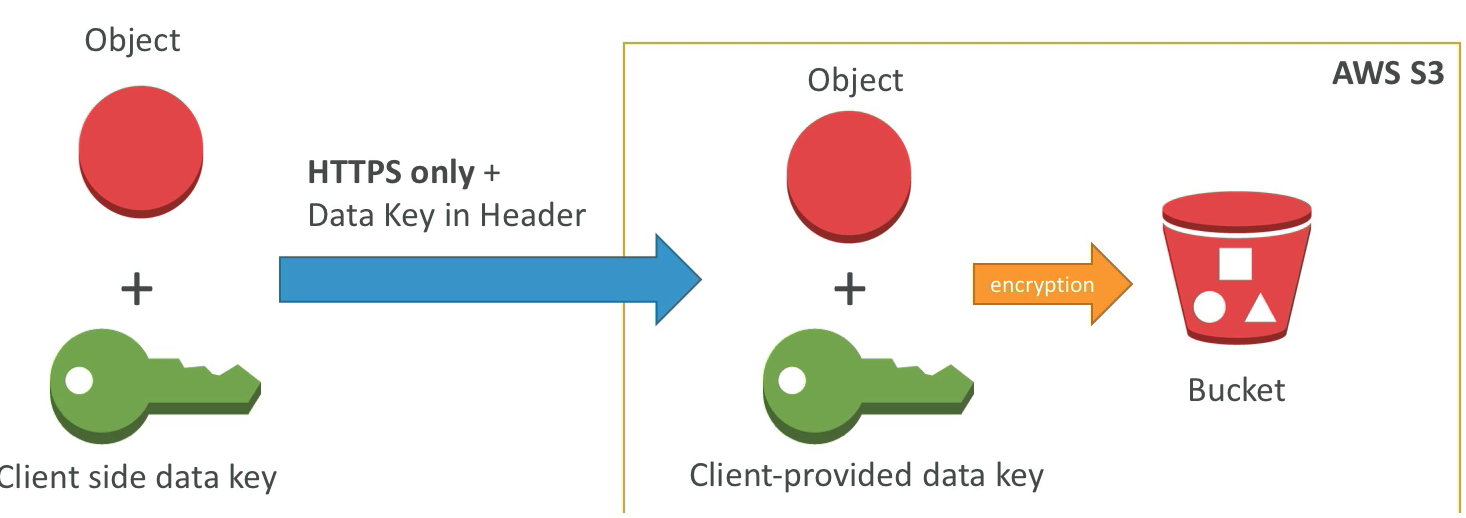 Object
HTTPS only +
Data Key in Header
Client side data key
AWS S3
Object
encryption
Bucket
Client-provided data key